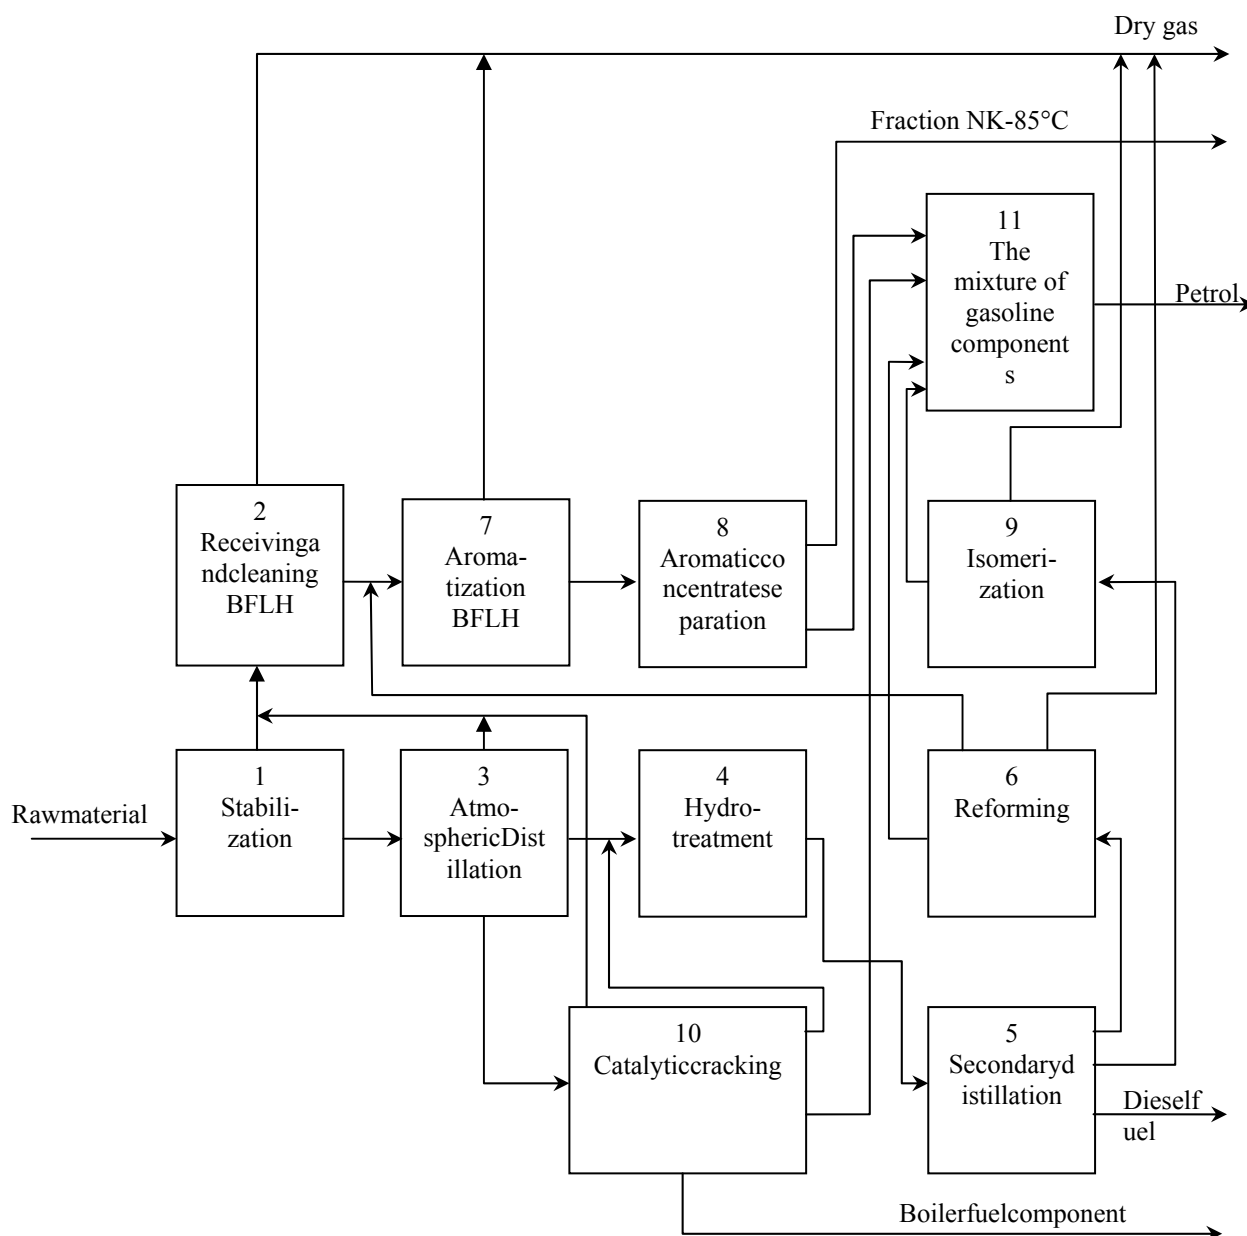 Dry gas
Fraction NK-85°C
11
The
mixture of
gasoline
component
s
Petrol
2
Receivinga
ndcleaning
BFLH
7
Aroma-
tization
BFLH
8
Aromaticco
ncentratese
paration
9
Isomeri-
zation
Rawmaterial
1
Stabili-
zation
3
Atmo-
sphericDist
illation
4
Hydro-
treatment
6
Reforming
10
Catalyticcracking
5
Secondaryd
istillation
Dieself
uel
Boilerfuelcomponent